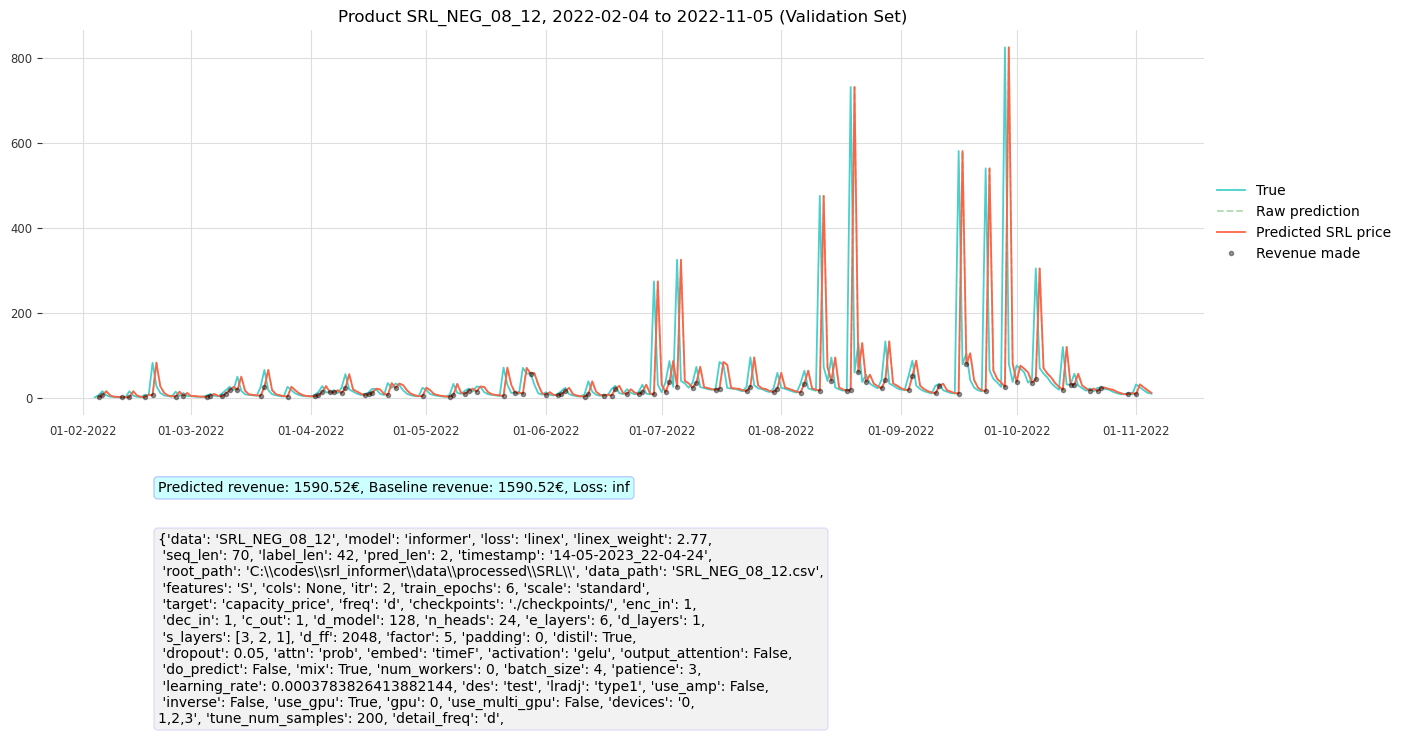 Product SRL_NEG_08_12, 2022-02-04 to 2022-11-05 (Validation Set)
800
600
400
200
0
01-02-2022 01-03-2022 01-04-2022 01-05-2022 01-06-2022 01-07-2022 01-08-2022 01-09-2022 01-10-2022 01-11-2022
True
Raw prediction
Predicted SRL price
Revenue made
Predicted revenue: 1590.52€, Baseline revenue: 1590.52€, Loss: inf
{'data': 'SRL_NEG_08_12', 'model': 'informer', 'loss': 'linex', 'linex_weight': 2.77,
'seq_len': 70, 'label_len': 42, 'pred_len': 2, 'timestamp': '14-05-2023_22-04-24',
'root_path': 'C:\\codes\\srl_informer\\data\\processed\\SRL\\', 'data_path': 'SRL_NEG_08_12.csv',
'features': 'S', 'cols': None, 'itr': 2, 'train_epochs': 6, 'scale': 'standard',
'target': 'capacity_price', 'freq': 'd', 'checkpoints': './checkpoints/', 'enc_in': 1,
'dec_in': 1, 'c_out': 1, 'd_model': 128, 'n_heads': 24, 'e_layers': 6, 'd_layers': 1,
's_layers': [3, 2, 1], 'd_ff': 2048, 'factor': 5, 'padding': 0, 'distil': True,
'dropout': 0.05, 'attn': 'prob', 'embed': 'timeF', 'activation': 'gelu', 'output_attention': False,
'do_predict': False, 'mix': True, 'num_workers': 0, 'batch_size': 4, 'patience': 3,
'learning_rate': 0.0003783826413882144, 'des': 'test', 'lradj': 'type1', 'use_amp': False,
'inverse': False, 'use_gpu': True, 'gpu': 0, 'use_multi_gpu': False, 'devices': '0,
1,2,3', 'tune_num_samples': 200, 'detail_freq': 'd',